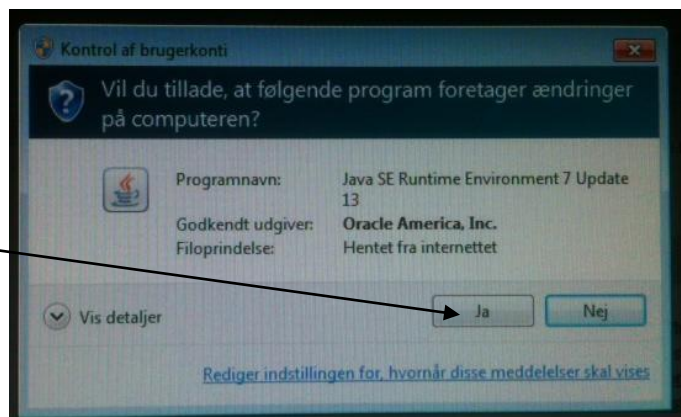 Kontrol af brugerkonti
Vil du tillade, at følgende program foretager ændringer
på computeren?
Programnavn: Java SE Runtime Environment 7 Update
13
Godkendt udgiver: Oracle America, Inc.
Filoprindelse: Hentet fra internettet
Vis detaljer
Ja Nej
Rediger indstillingen for, hvornår disse meddelelser skal vises